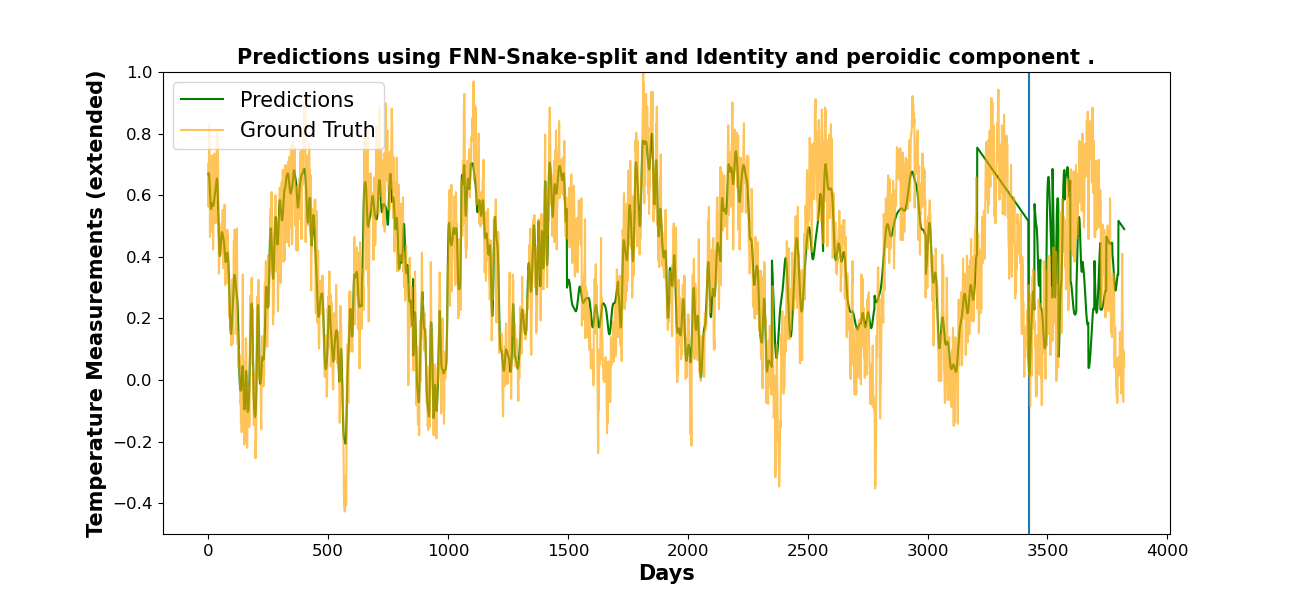 Predictions using FNN-Snake-split and Identity and peroidic component .
Temperature Measurements (extended)
1.0
0.8
0.6
0.4
0.2
0.0
−0.2
−0.4
Predictions
Ground Truth
0 500 1000 1500 2000 2500 3000 3500 4000
Days